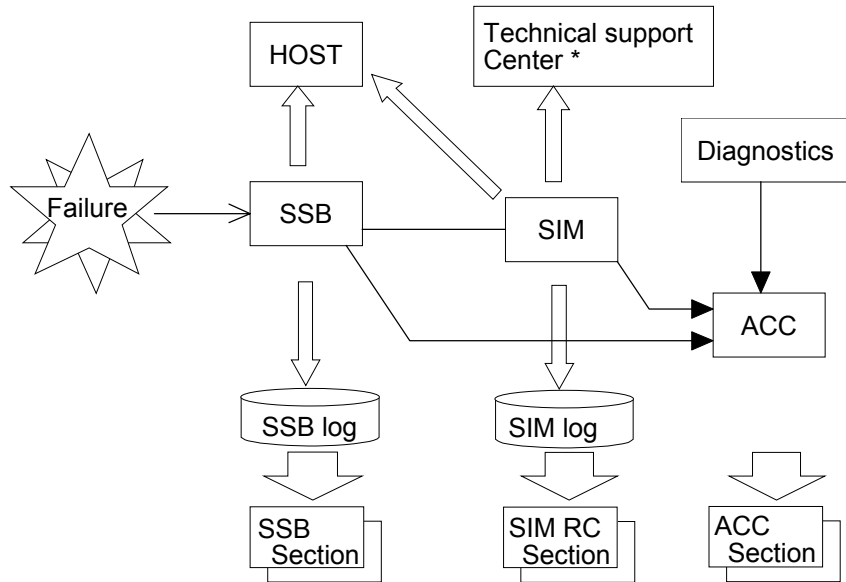 HOST
Technical support
Center *
Diagnostics
Failure
SSB
SIM
ACC
SSB log
SIM log
SSB
Section
SIM RC
Section
ACC
Section